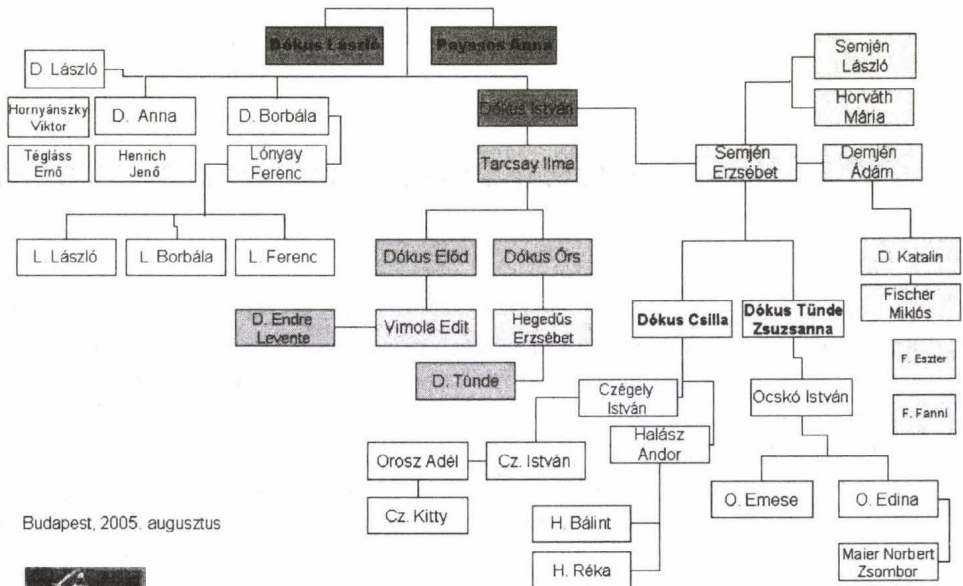 Dókus László
Payasos Anna
D. László
Semjén
László
Horváth
Mária
Hornyánszky
Viktor
D. Anna
D. Borbála
Dókus István
Téglăss
Ernő
Henrich
Jenő
Lónyay
Ferenc
Tarcsay Ilma
Semjén
Erzsébet
Demjén
Ádám
L. László
L. Borbála
L. Ferenc
Dókus Előd
Dókus Örs
D. Katalin
Fischer
Miklós
D. Endre
Levente
Vimola Edit
Hegedűs
Erzsébet
Dókus Csilla
Dókus Tünde
Zsuzsanna
F. Eszter
D. Tünde
Czégely
István
Ocskó István
F. Fanni
Halász
Andor
Orosz Adél
Cz. István
Cz. Kitty
O. Emese
O. Edina
H. Bálint
H. Réka
Maier Norbert
Zsombor
Budapest, 2005. augusztus